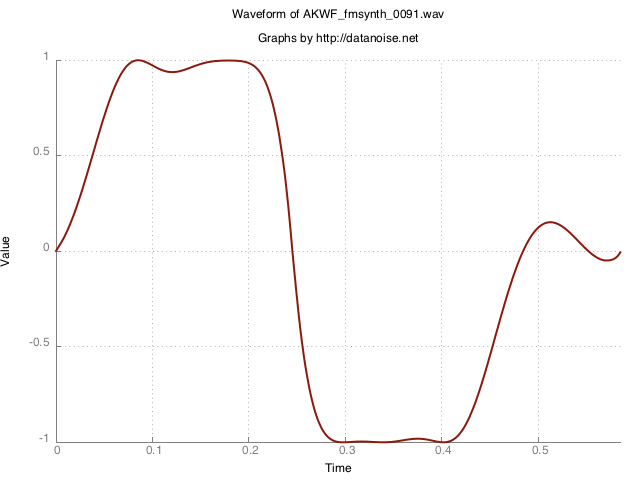 Waveform of AKWF_fmsynth_0091.wav
Graphs by http://datanoise.net
1
0.5
0
-0.5
-1
Value
0
0.1
0.2
0.3
0.4
0.5
Time